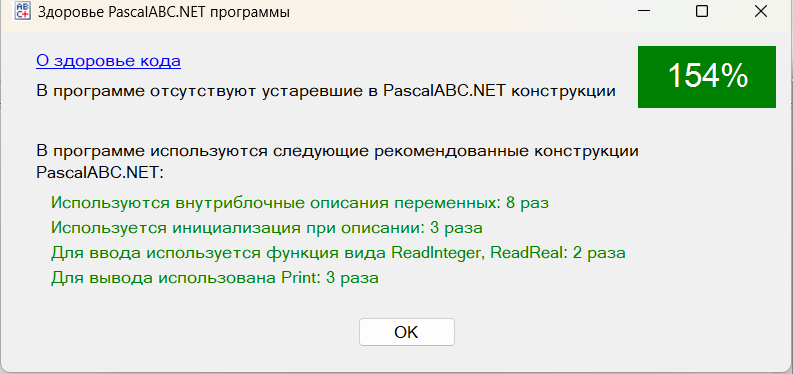 Здоровье PascalABC.NET программы
О здоровье кода
154%
В программе отсутствуют устаревшие в PascalABC.NET конструкции
В программе используются следующие рекомендованные конструкции
PascalABC.NET:
Используются внутриблочные описания переменных: 8 раз
Используется инициализация при описании: 3 раза
Для ввода используется функция вида ReadInteger, ReadReal: 2 раза
Для вывода использована Print: 3 раза
OK